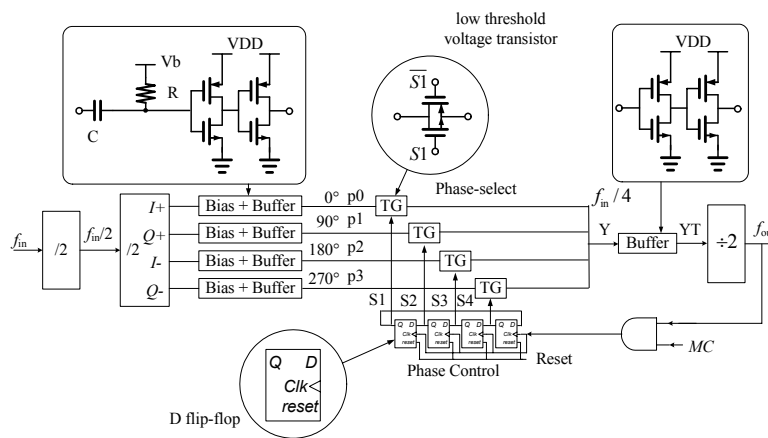 low threshold
voltage transistor
VDD
Vb
R
C
S1
S1
VDD
Phase-select
f_in/4
f_in
/2
f_in/2
/2
I+
Bias + Buffer
0° p0
TG
Q+
Bias + Buffer
90° p1
TG
I-
Bias + Buffer
180° p2
TG
Q-
Bias + Buffer
270° p3
TG
Y
Buffer
YT
÷2
S1 S2 S3 S4
Q D
Clk
reset
Q D
Clk
reset
Q D
Clk
reset
Q D
Clk
reset
Phase Control
Reset
MC
Q D
Clk
reset
D flip-flop